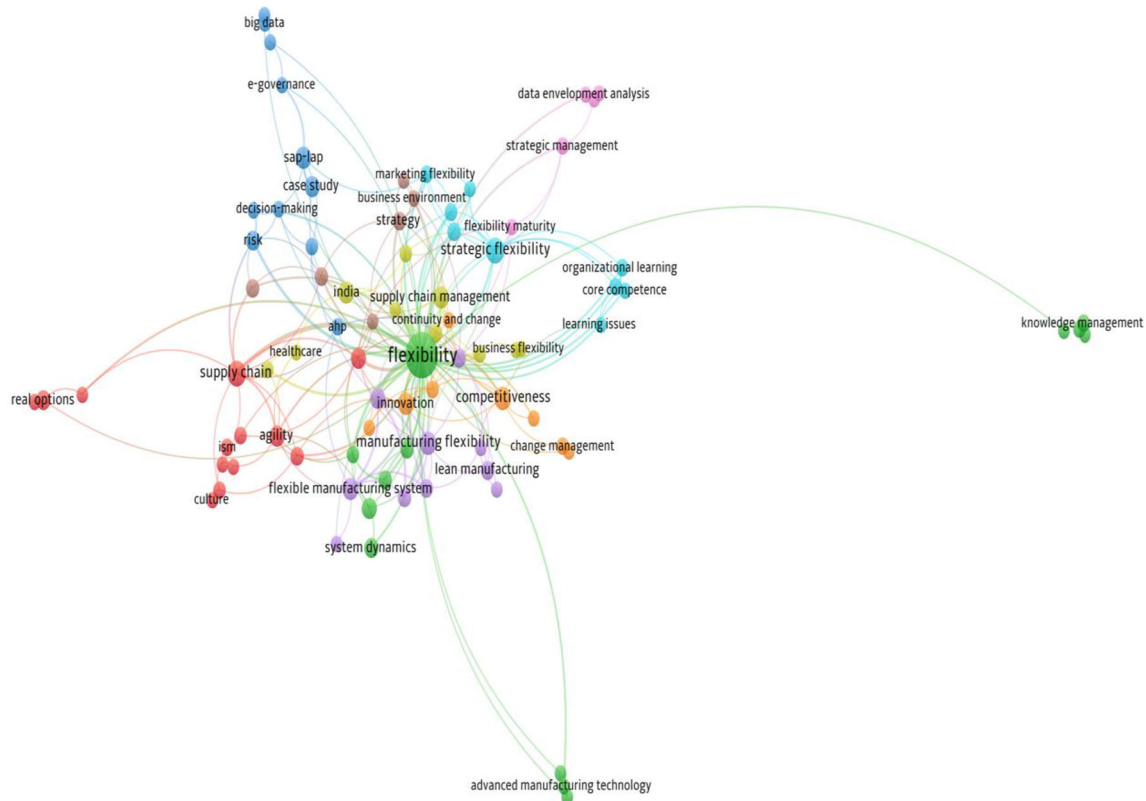 big data
e-governance
data envelopment analysis
strategic management
sap-lap
marketing flexibility
case study
business environment
decision-making
strategy
flexibility maturity
risk
strategic flexibility
organizational learning
core competence
india
supply chain management
continuity and change
learning issues
knowledge management
ahp
healthcare
flexibility
business flexibility
supply chain
real options
innovation
competitiveness
agility
manufacturing flexibility
change management
ism
lean manufacturing
culture
flexible manufacturing system
system dynamics
advanced manufacturing technology